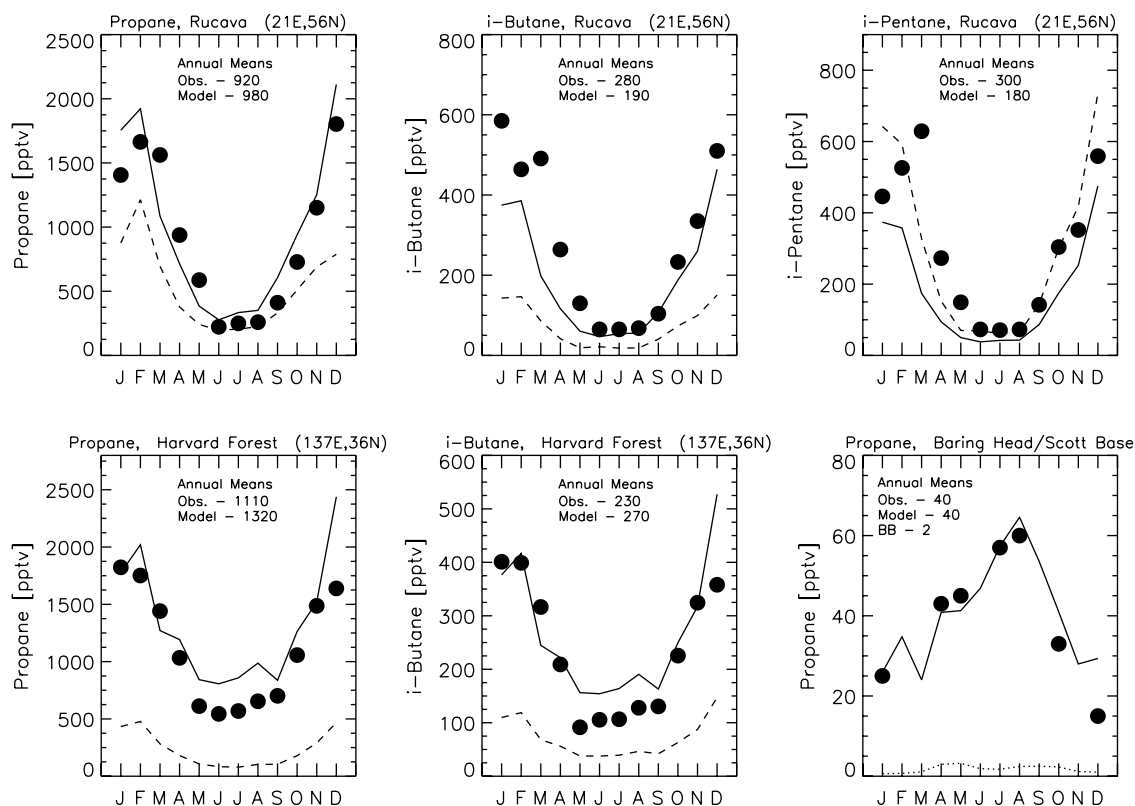 Propane, Rucava (21E,56N)
Annual Means
Obs. - 920
Model - 980
Propane [pptv]
2500
2000
1500
1000
500
0
J F M A M J J A S O N D
i-Butane, Rucava (21E,56N)
Annual Means
Obs. - 280
Model - 190
i-Butane [pptv]
800
600
400
200
0
J F M A M J J A S O N D
i-Pentane, Rucava (21E,56N)
Annual Means
Obs. - 300
Model - 180
i-Pentane [pptv]
800
600
400
200
0
J F M A M J J A S O N D
Propane, Harvard Forest (137E,36N)
Annual Means
Obs. - 1110
Model - 1320
Propane [pptv]
2500
2000
1500
1000
500
0
J F M A M J J A S O N D
i-Butane, Harvard Forest (137E,36N)
Annual Means
Obs. - 230
Model - 270
i-Butane [pptv]
600
500
400
300
200
100
0
J F M A M J J A S O N D
Propane, Baring Head/Scott Base
Annual Means
Obs. - 40
Model - 40
BB - 2
Propane [pptv]
80
60
40
20
0
J F M A M J J A S O N D